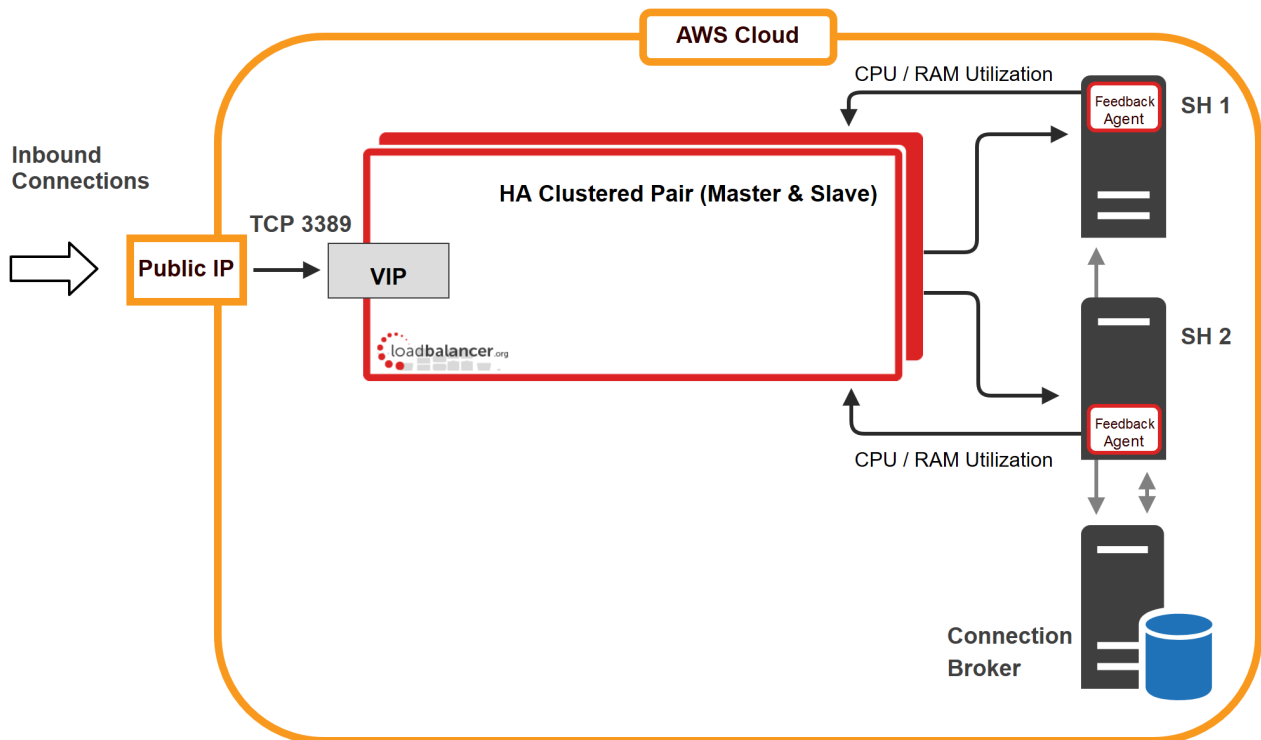 AWS Cloud
CPU / RAM Utilization
Feedback
Agent
SH 1
Inbound
Connections
HA Clustered Pair (Master & Slave)
TCP 3389
Public IP
VIP
loadbalancer.org
SH 2
Feedback
Agent
CPU / RAM Utilization
Connection
Broker